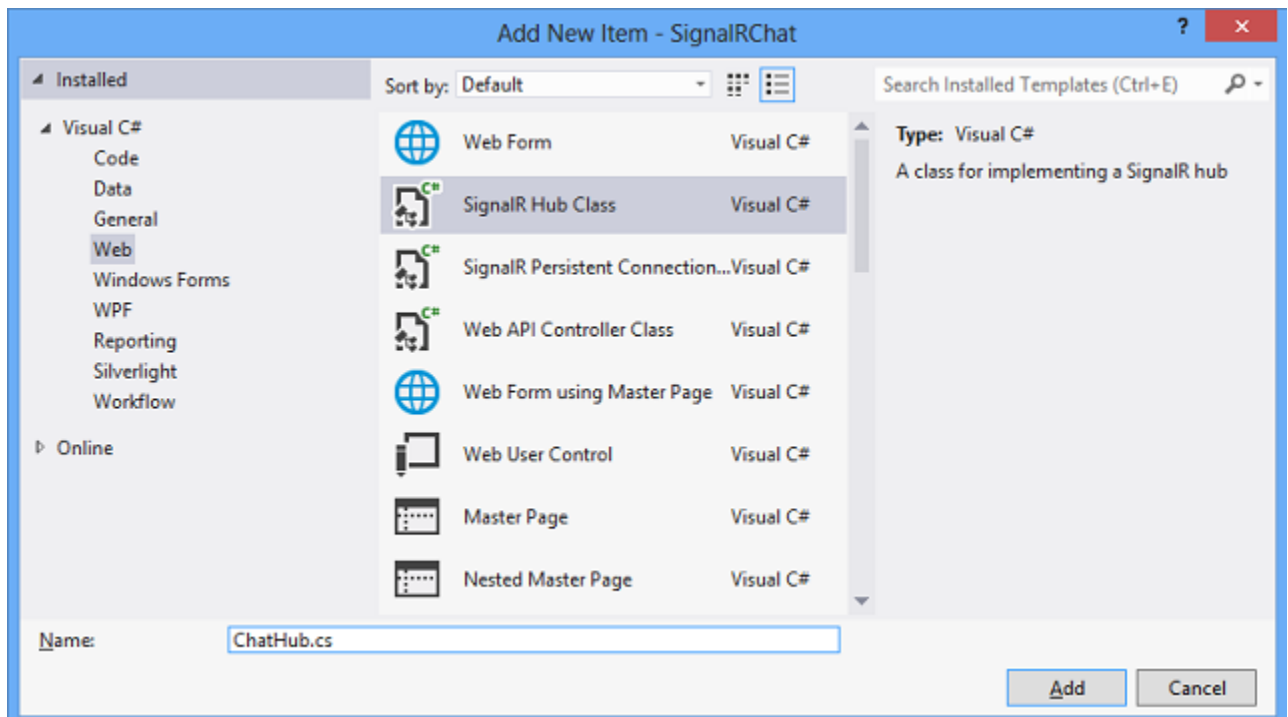 Add New Item - SignalRChat
?
×
Installed
Sort by: Default
Search Installed Templates (Ctrl+E)
Visual C#
Code
Data
General
Web
Windows Forms
WPF
Reporting
Silverlight
Workflow
Online
Web Form Visual C#
C#
SignalR Hub Class Visual C#
C#
SignalR Persistent Connection...Visual C#
C#
Web API Controller Class Visual C#
Web Form using Master Page Visual C#
Web User Control Visual C#
Master Page Visual C#
Nested Master Page Visual C#
Type: Visual C#
A class for implementing a SignalR hub
Name: ChatHub.cs
Add Cancel